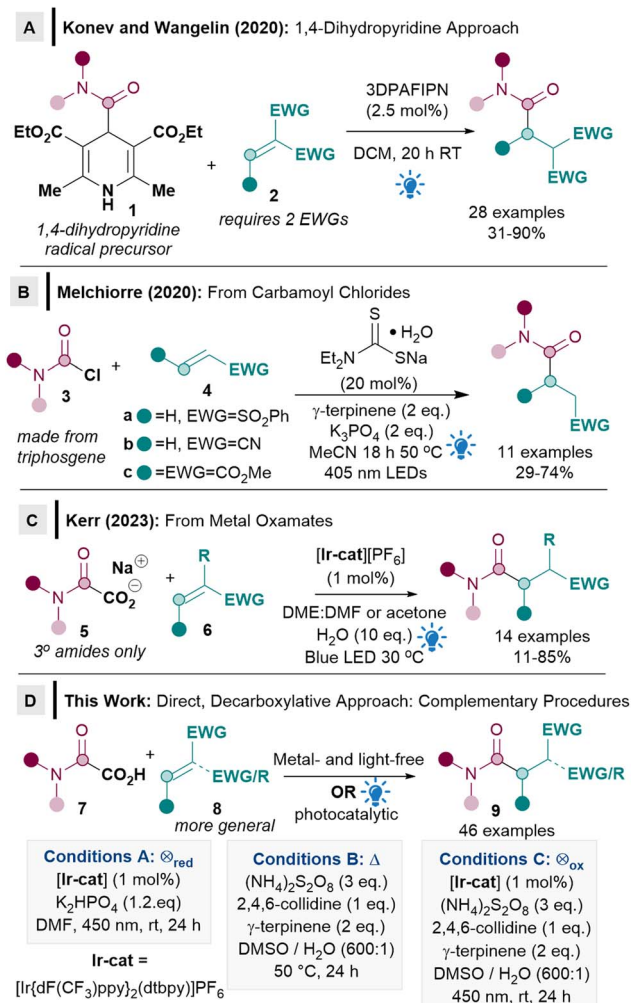 A Konev and Wangelin (2020): 1,4-Dihydropyridine Approach
N
O
EtO₂C
CO₂Et
Me
N
H
Me
1
1,4-dihydropyridine
radical precursor
+
EWG
EWG
2
requires 2 EWGs
3DPAFIPN
(2.5 mol%)
DCM, 20 h RT
N
O
EWG
EWG
28 examples
31-90%
B Melchiorre (2020): From Carbamoyl Chlorides
O
N
Cl
3
made from
triphosgene
+
EWG
4
a =H, EWG=SO₂Ph
b =H, EWG=CN
c =EWG=CO₂Me
S
• H₂O
Et₂N
SNa
(20 mol%)
γ-terpinene (2 eq.)
K₃PO₄ (2 eq.)
MeCN 18 h 50 ºC
405 nm LEDs
N
O
EWG
11 examples
29-74%
C Kerr (2023): From Metal Oxamates
O
Na⊕
N
CO₂⊖
5
3º amides only
+
R
EWG
6
[Ir-cat][PF₆]
(1 mol%)
DME:DMF or acetone
H₂O (10 eq.)
Blue LED 30 ºC
O
R
N
EWG
14 examples
11-85%
D This Work: Direct, Decarboxylative Approach: Complementary Procedures
O
N
CO₂H
7
+
EWG
EWG/R
8
more general
Metal- and light-free
OR
photocatalytic
O
EWG
N
EWG/R
9
46 examples
Conditions A: ⊗red
[Ir-cat] (1 mol%)
K₂HPO₄ (1.2.eq)
DMF, 450 nm, rt, 24 h
Ir-cat =
[Ir{dF(CF₃)ppy}₂(dtbpy)]PF₆
Conditions B: Δ
(NH₄)₂S₂O₈ (3 eq.)
2,4,6-collidine (1 eq.)
γ-terpinene (2 eq.)
DMSO / H₂O (600:1)
50 °C, 24 h
Conditions C: ⊗ox
[Ir-cat] (1 mol%)
(NH₄)₂S₂O₈ (3 eq.)
2,4,6-collidine (1 eq.)
γ-terpinene (2 eq.)
DMSO / H₂O (600:1)
450 nm, rt, 24 h